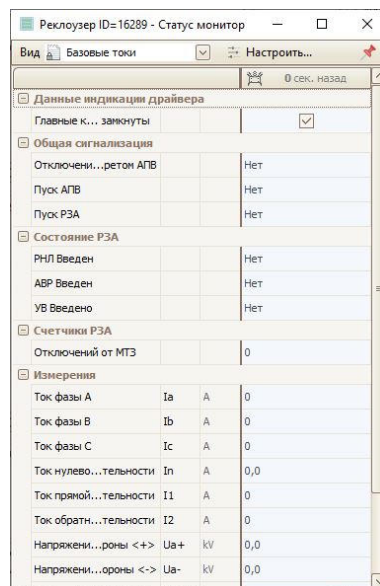 Реклоузер ID=16289 - Статус монитор
Вид Базовые токи Настроить...
0 сек. назад
Данные индикации драйвера
Главные к... замкнуты
Общая сигнализация
Отключени...ретом АПВ Нет
Пуск АПВ Нет
Пуск РЗА Нет
Состояние РЗА
РНЛ Введен Нет
АВР Введен Нет
УВ Введено Нет
Счетчики РЗА
Отключений от МТЗ 0
Измерения
Ток фазы A Ia A 0
Ток фазы B Ib A 0
Ток фазы C Ic A 0
Ток нулево...тельности In A 0,0
Ток прямой...тельности I1 A 0
Ток обратн...тельности I2 A 0
Напряжени...роны <+> Ua+ kV 0,0
Напряжени...ороны <-> Ua- kV 0,0